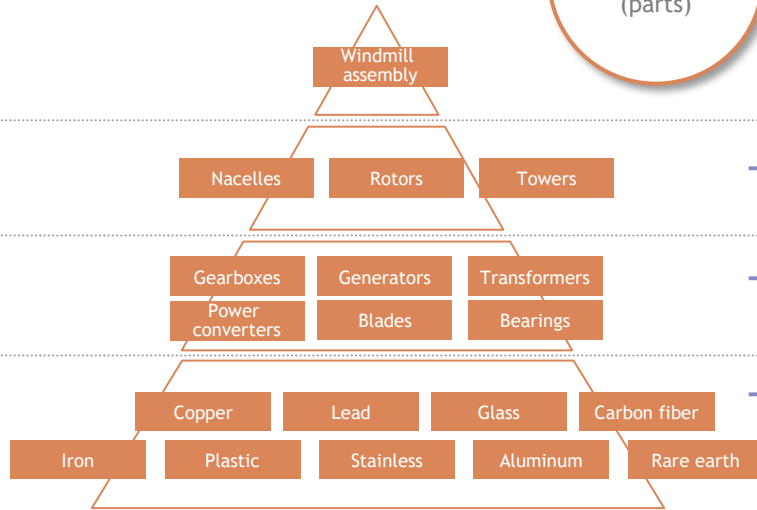 (parts)
Windmill
assembly
Nacelles
Rotors
Towers
Gearboxes
Generators
Transformers
Power
converters
Blades
Bearings
Copper
Lead
Glass
Carbon fiber
Iron
Plastic
Stainless
Aluminum
Rare earth